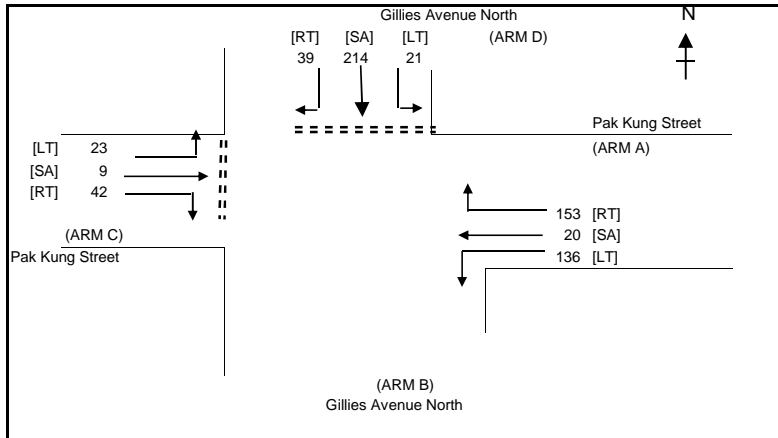 Gillies Avenue North
N
[RT] [SA] [LT] (ARM D)
39 214 21
Pak Kung Street
(ARM A)
[LT] 23
[SA] 9
[RT] 42
153 [RT]
20 [SA]
136 [LT]
(ARM C)
Pak Kung Street
(ARM B)
Gillies Avenue North